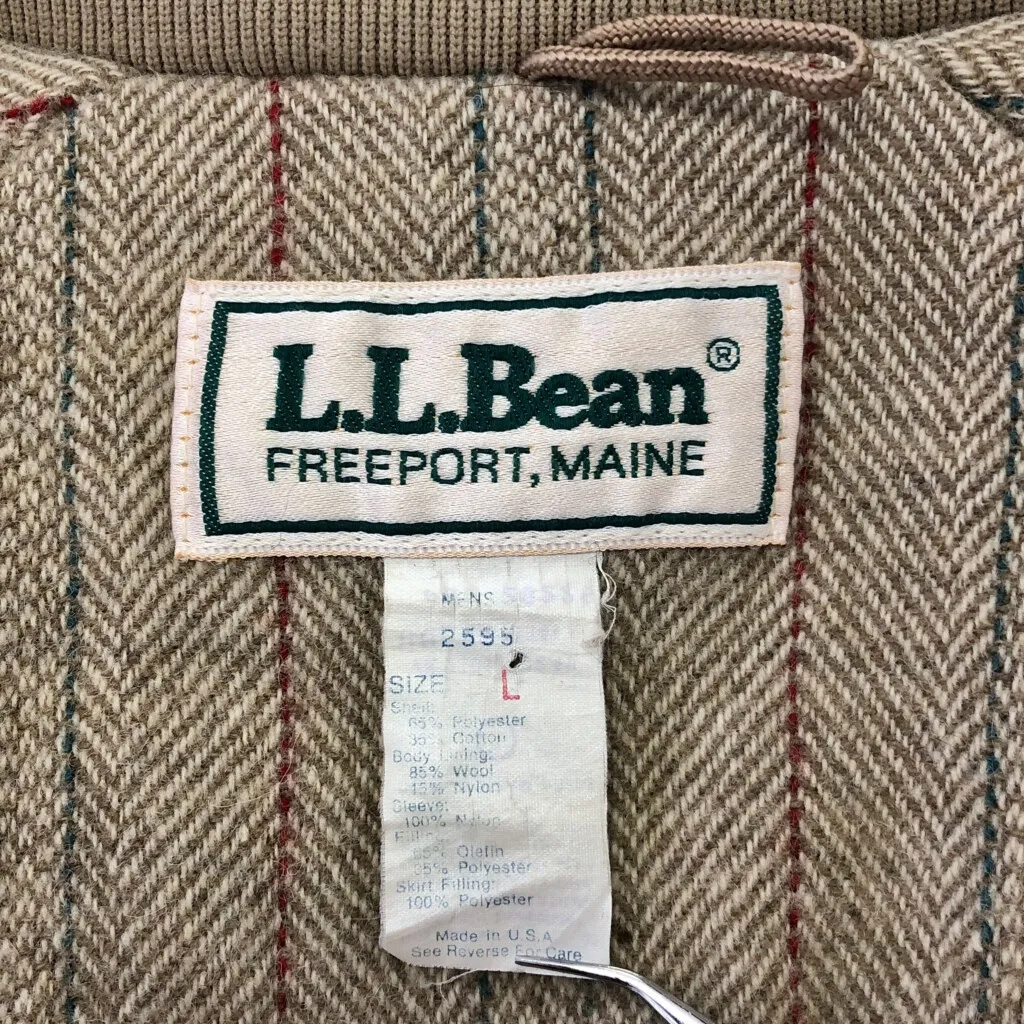 L.L.Bean®
FREEPORT, MAINE
MENS
2595
SIZE L
Shell:
65% Polyester
35% Cotton
Body Lining:
85% Wool
15% Nylon
Sleeve:
100% Nylon
Filling:
Olefin
35% Polyester
Skirt Filling:
100% Polyester
Made in U.S.A.
See Reverse For Care